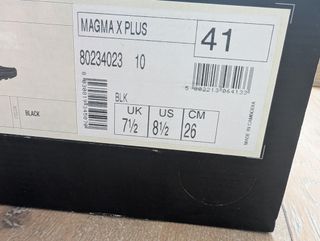 MAGMA X PLUS
41
80234023 10
BLACK
BLK
UK US CM
7½ 8½ 26
MADE IN CAMBODIA